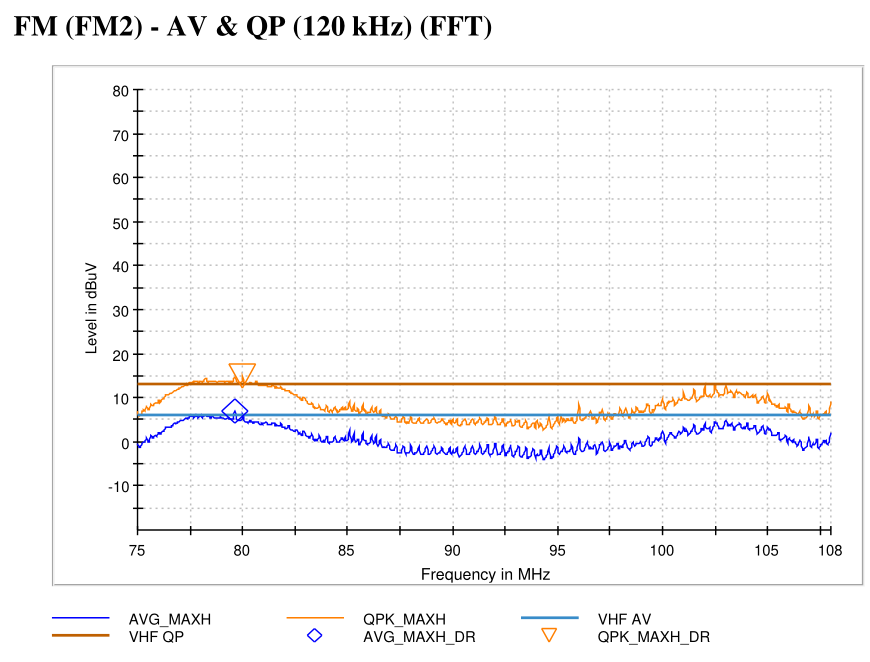 FM (FM2) - AV & QP (120 kHz) (FFT)
80
70
60
50
40
30
20
10
0
-10
Level in dBuV
75 80 85 90 95 100 105 108
Frequency in MHz
AVG_MAXH QPK_MAXH VHF AV
VHF QP AVG_MAXH_DR QPK_MAXH_DR